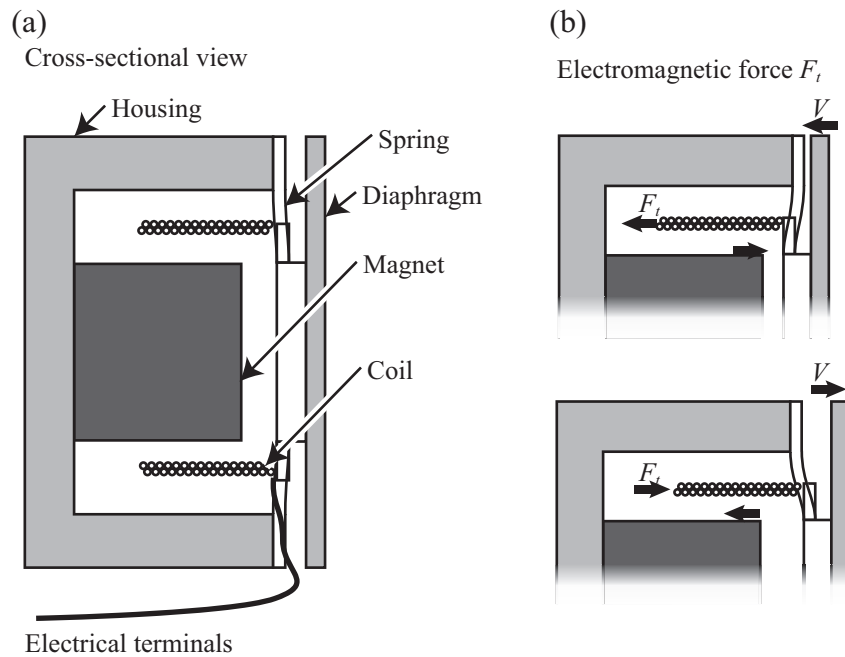 (a)
Cross-sectional view
Housing
Spring
Diaphragm
Magnet
Coil
Electrical terminals
(b)
Electromagnetic force F_t
V
F_t
V
F_t